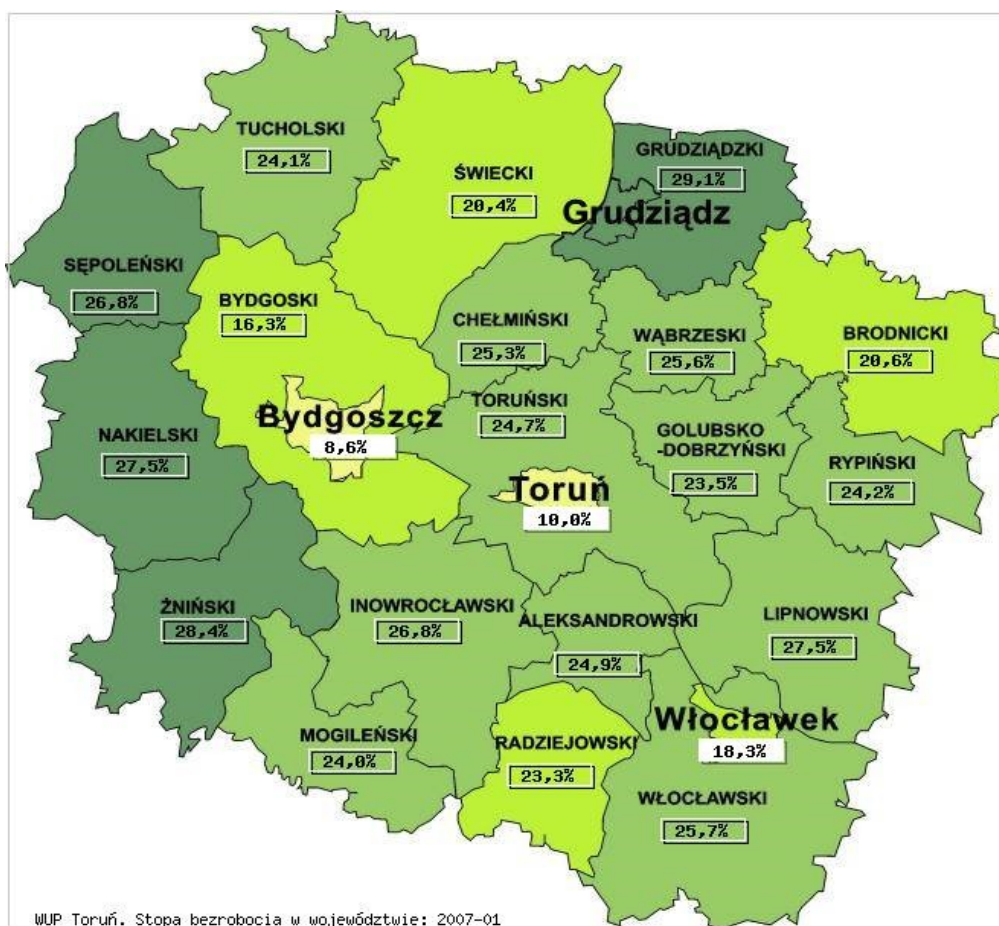 TUCHOLSKI
24,1%
ŚWIECKI
20,4%
GRUDZIĄDZKI
29,1%
Grudziądz
SĘPOLEŃSKI
26,8%
BYDGOSKI
16,3%
CHEŁMIŃSKI
25,3%
WĄBRZESKI
25,6%
BRODNICKI
20,6%
NAKIELSKI
27,5%
Bydgoszcz
8,6%
TORUŃSKI
24,7%
GOLUBSKO
-DOBRZYŃSKI
23,5%
RYPIŃSKI
24,2%
Toruń
10,0%
ŻNIŃSKI
28,4%
INOWROCŁAWSKI
26,8%
ALEKSANDROWSKI
24,9%
LIPNOWSKI
27,5%
MOGILEŃSKI
24,0%
RADZIEJOWSKI
23,3%
Włocławek
18,3%
WŁOCŁAWSKI
25,7%
WUP Toruń. Stopa bezrobocia w województwie: 2007-01